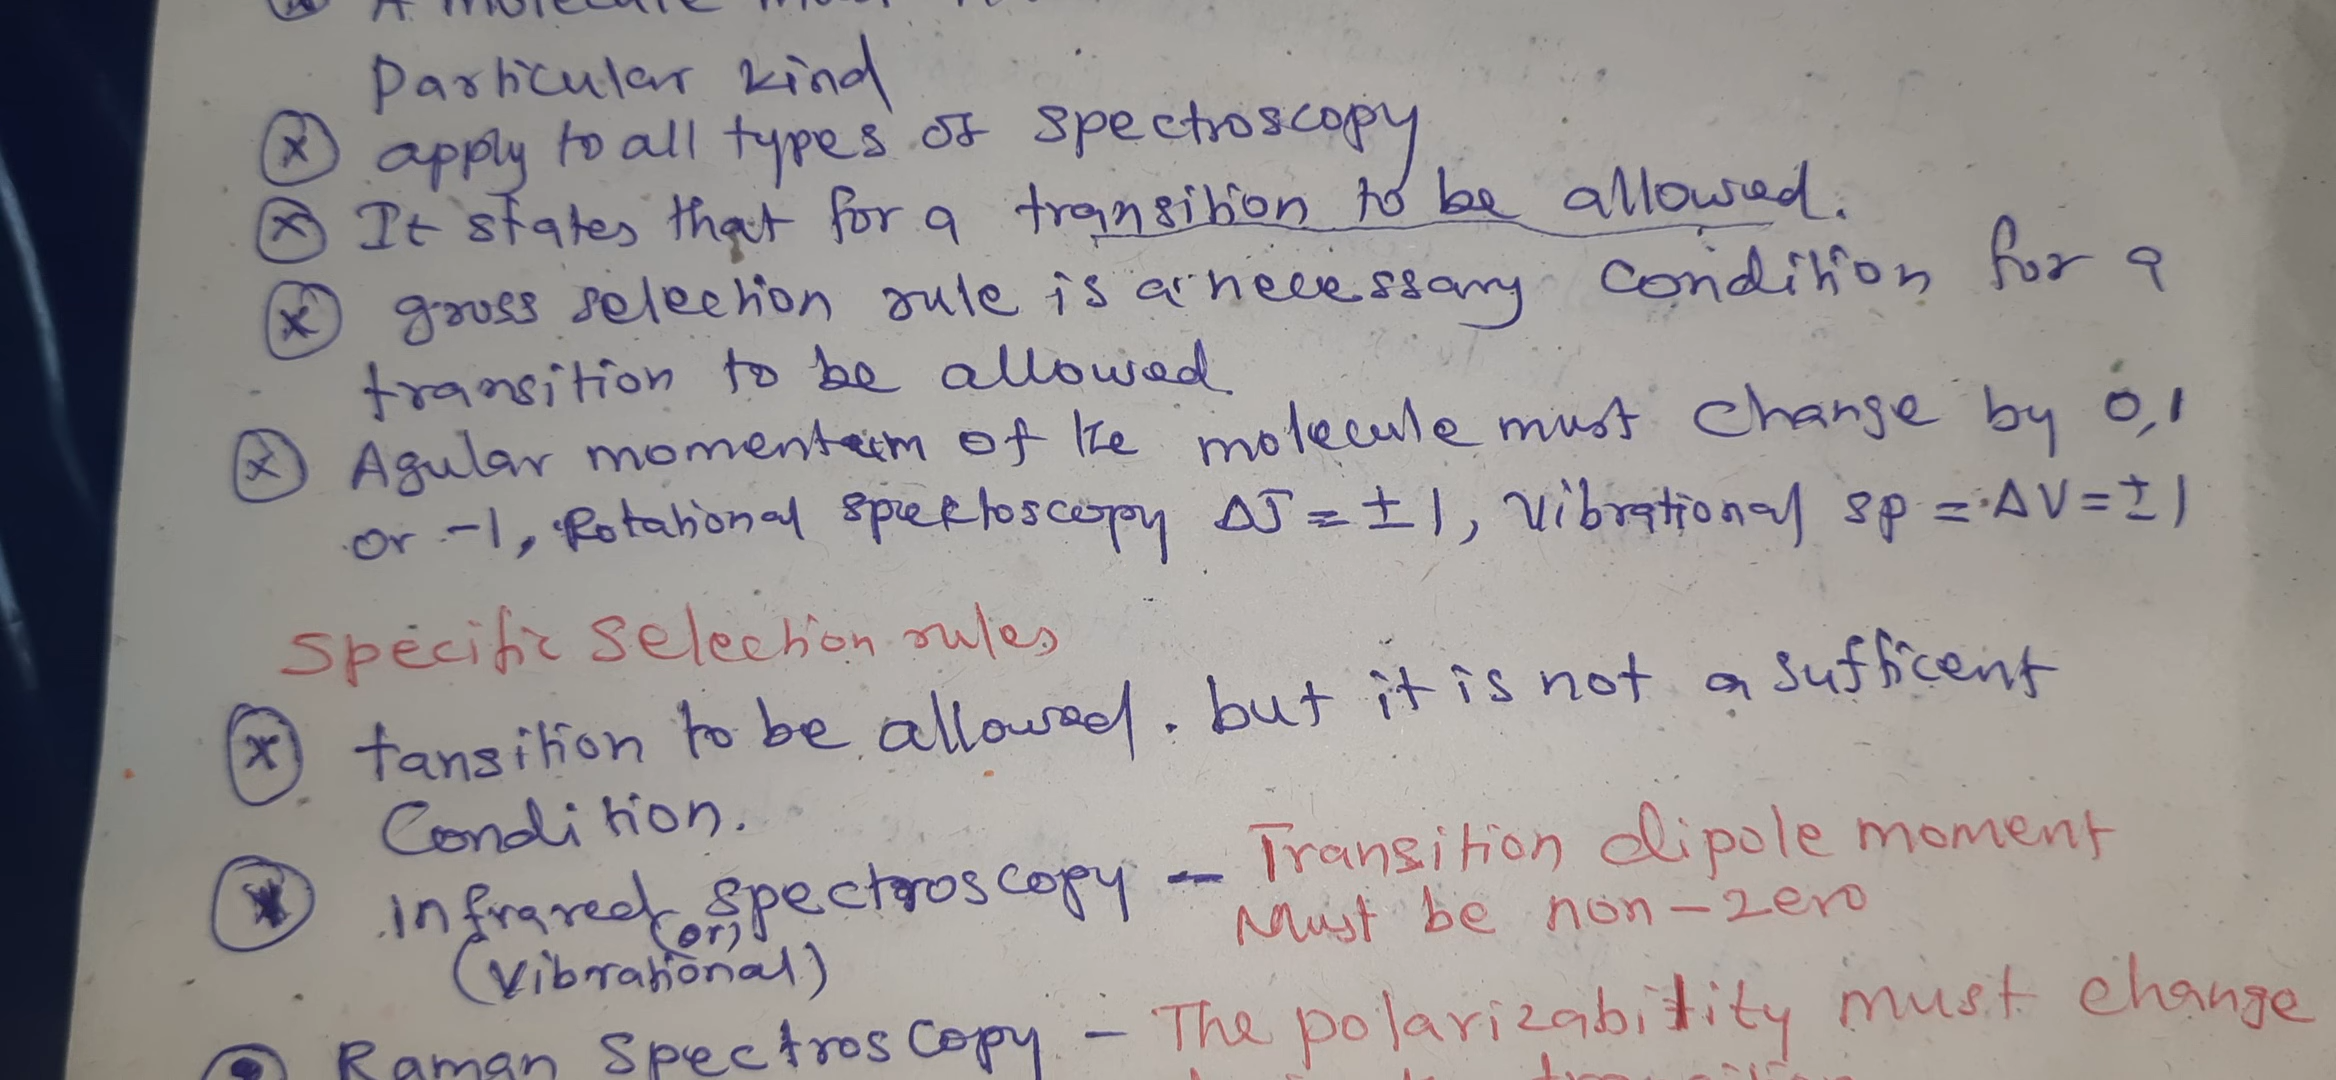 A molecule
Particular kind
apply to all types of spectroscopy
It states that for a transition to be allowed.
gross selection rule is a necessary condition for a
transition to be allowed
Agular momentum of the molecule must change by 0,1
or -1, Rotational spectoscopy ΔJ = ±1, Vibrational sp = ΔV = ±1
Specific Selection rules
tansition to be allowed. but it is not a sufficent
Condition.
infrared spectroscopy – Transition dipole moment
must be non-zero
(or)
(Vibrational)
Raman Spectroscopy – The polarizability must change